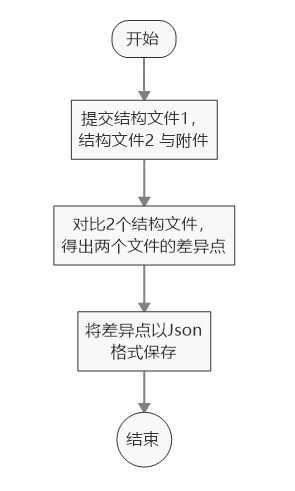 开始
提交结构文件1，
结构文件2 与附件
对比2个结构文件，
得出两个文件的差异点
将差异点以Json
格式保存
结束